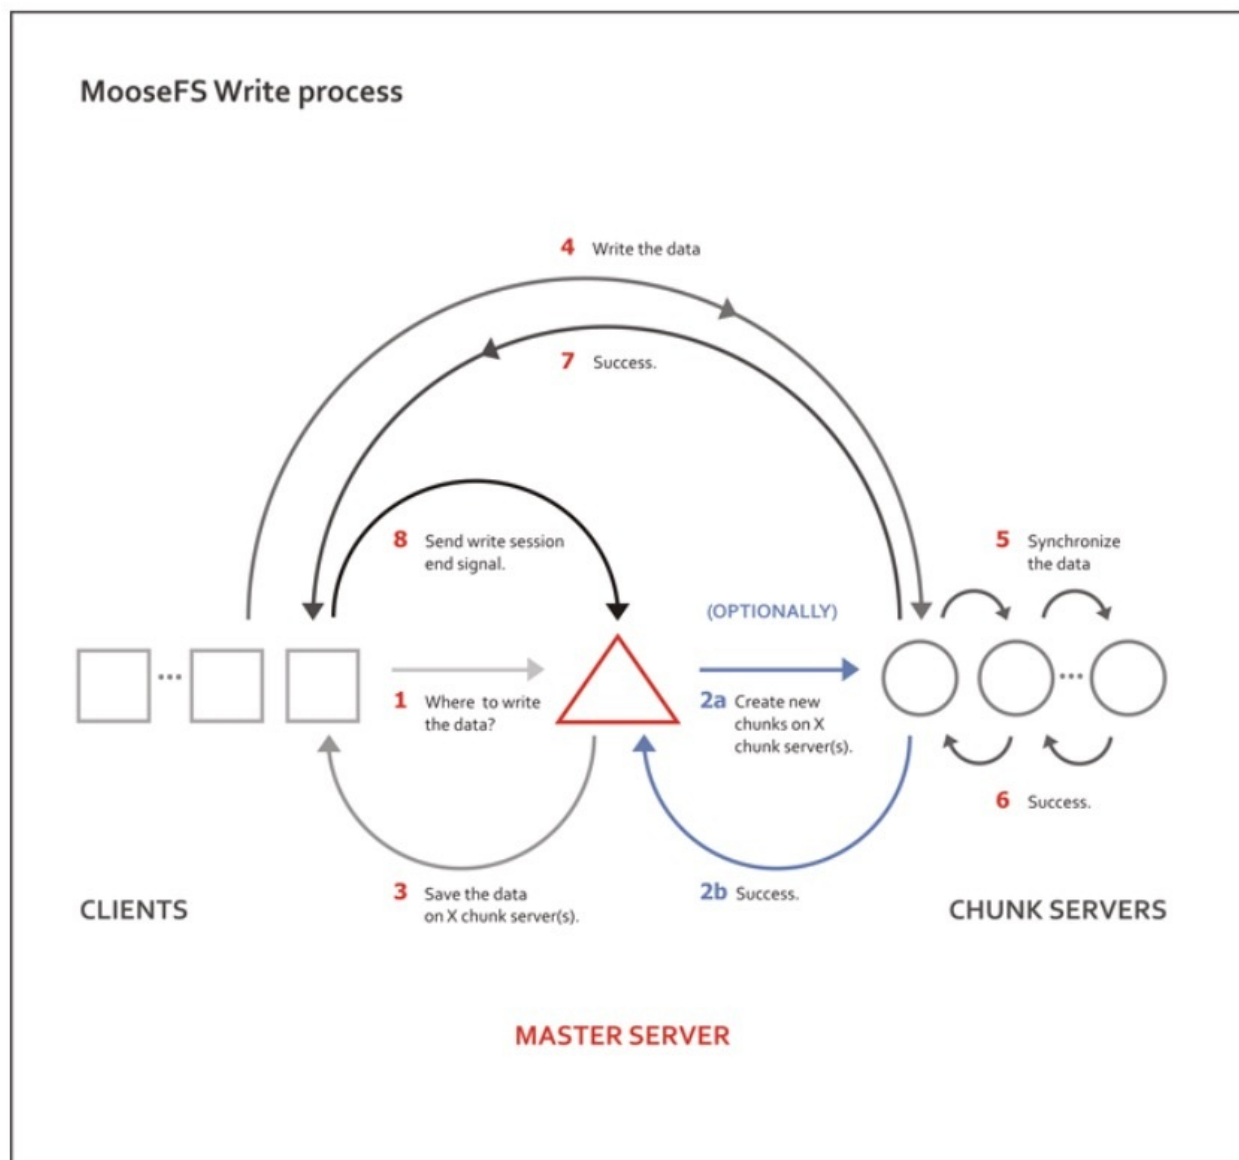 MooseFS Write process
4 Write the data
7 Success.
8 Send write session
end signal.
5 Synchronize
the data
(OPTIONALLY)
...
...
1 Where to write
the data?
2a Create new
chunks on X
chunk server(s).
6 Success.
3 Save the data
on X chunk server(s).
2b Success.
CLIENTS
CHUNK SERVERS
MASTER SERVER